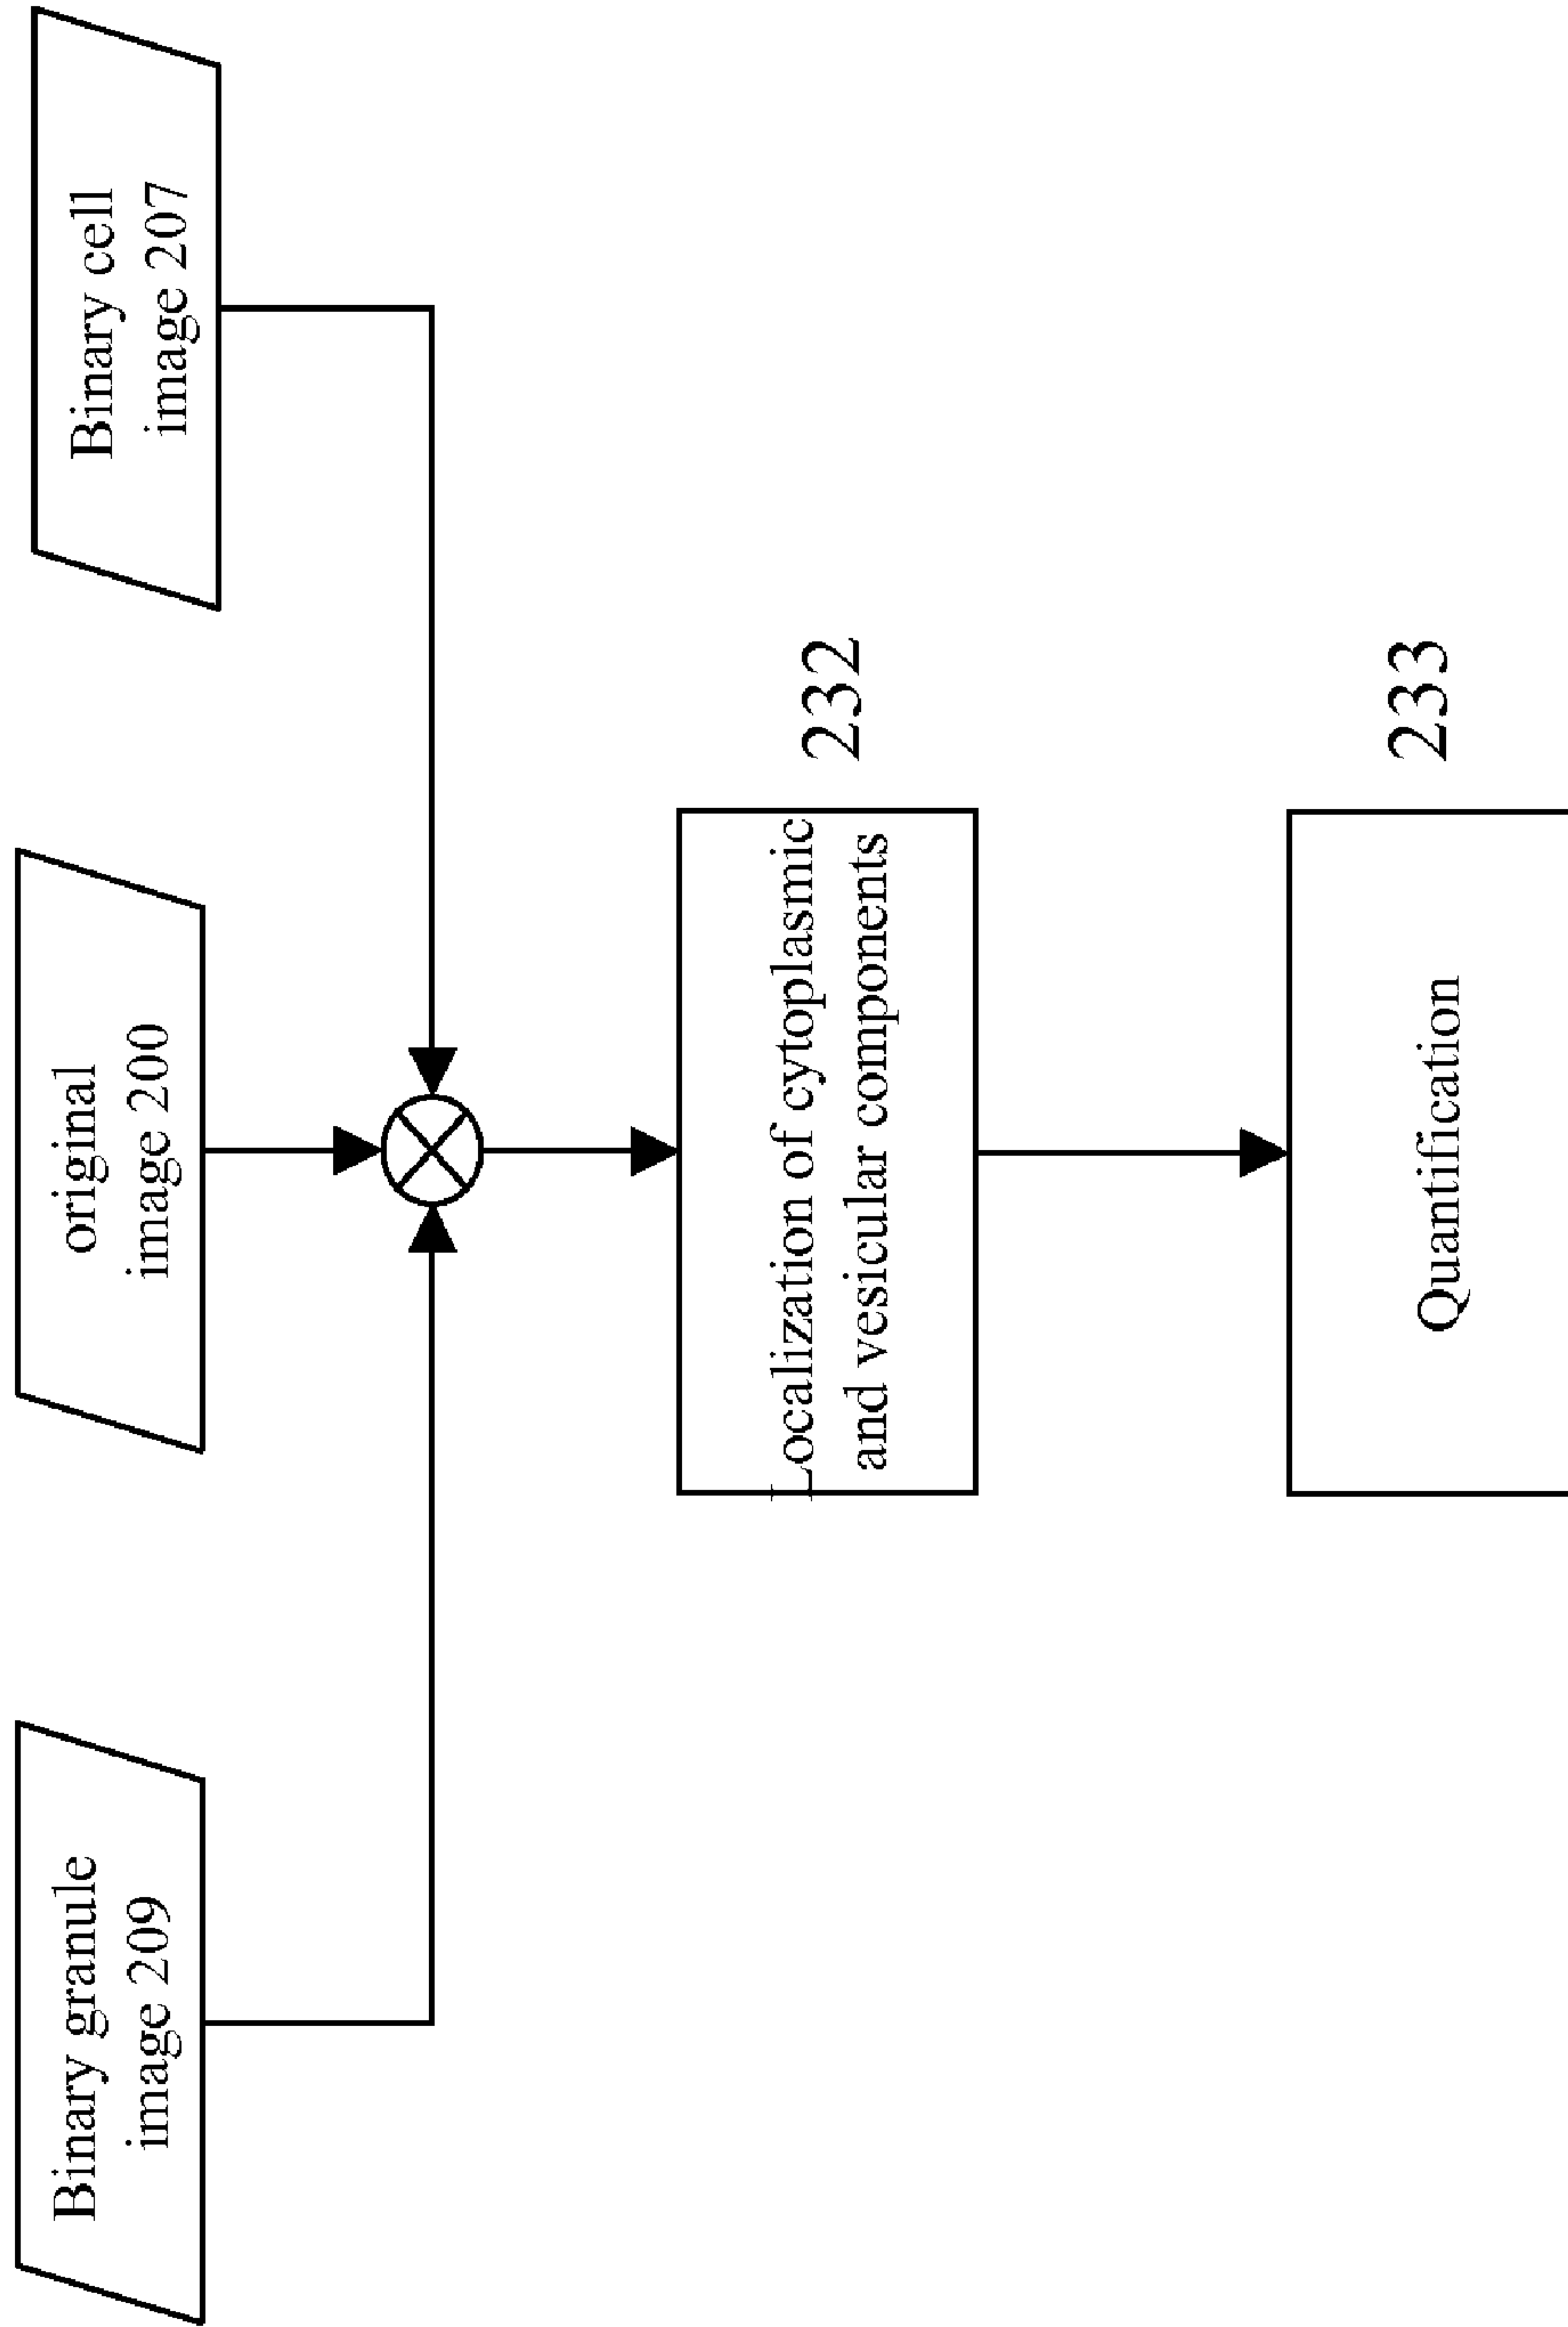 Binary granule
image 209
original
image 200
Binary cell
image 207
Localization of cytoplasmic
and vesicular components
232
Quantification
233